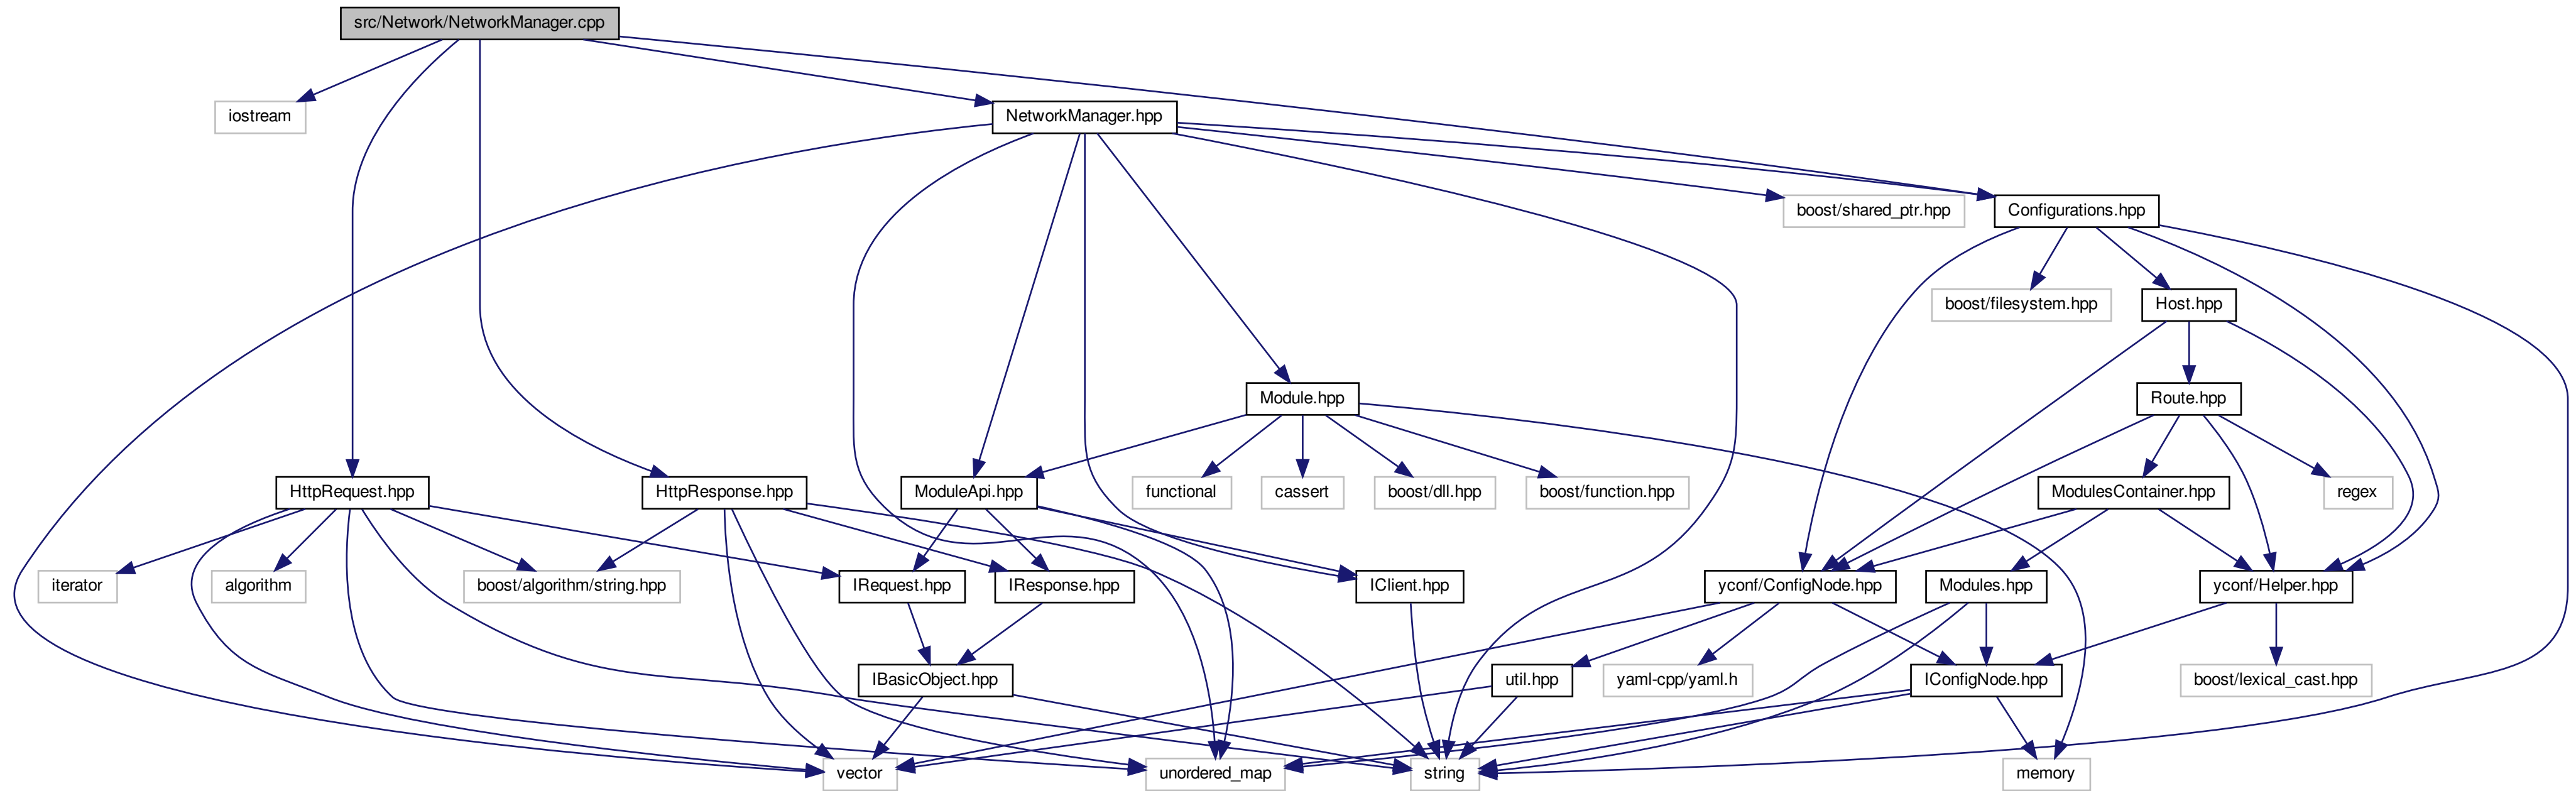 src/Network/NetworkManager.cpp
iostream
NetworkManager.hpp
boost/shared_ptr.hpp
Configurations.hpp
boost/filesystem.hpp
Host.hpp
Module.hpp
Route.hpp
HttpRequest.hpp
HttpResponse.hpp
ModuleApi.hpp
functional
cassert
boost/dll.hpp
boost/function.hpp
ModulesContainer.hpp
regex
iterator
algorithm
boost/algorithm/string.hpp
IRequest.hpp
IResponse.hpp
IClient.hpp
yconf/ConfigNode.hpp
Modules.hpp
yconf/Helper.hpp
IBasicObject.hpp
util.hpp
yaml-cpp/yaml.h
IConfigNode.hpp
boost/lexical_cast.hpp
vector
unordered_map
string
memory